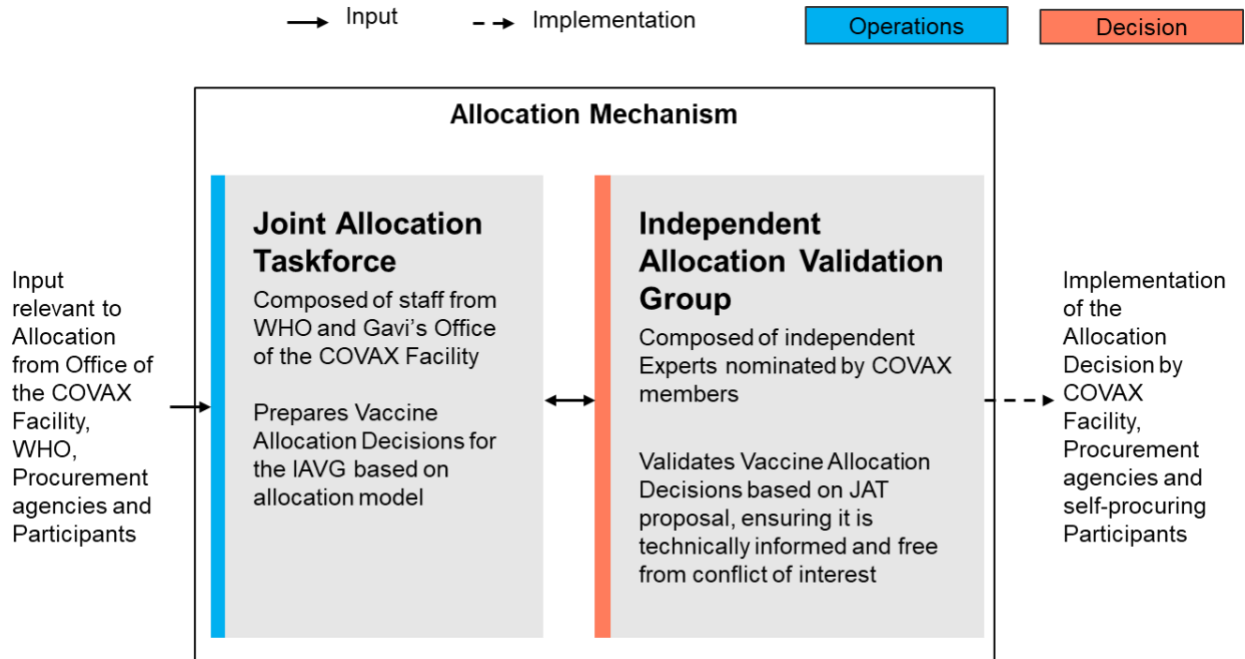 Input
Implementation
Operations
Decision
Allocation Mechanism
Input
relevant to
Allocation
from Office of
the COVAX
Facility,
WHO,
Procurement
agencies and
Participants
Joint Allocation
Taskforce
Composed of staff from
WHO and Gavi’s Office
of the COVAX Facility
Prepares Vaccine
Allocation Decisions for
the IAVG based on
allocation model
Independent
Allocation Validation
Group
Composed of independent
Experts nominated by COVAX
members
Validates Vaccine Allocation
Decisions based on JAT
proposal, ensuring it is
technically informed and free
from conflict of interest
Implementation
of the
Allocation
Decision by
COVAX
Facility,
Procurement
agencies and
self-procuring
Participants